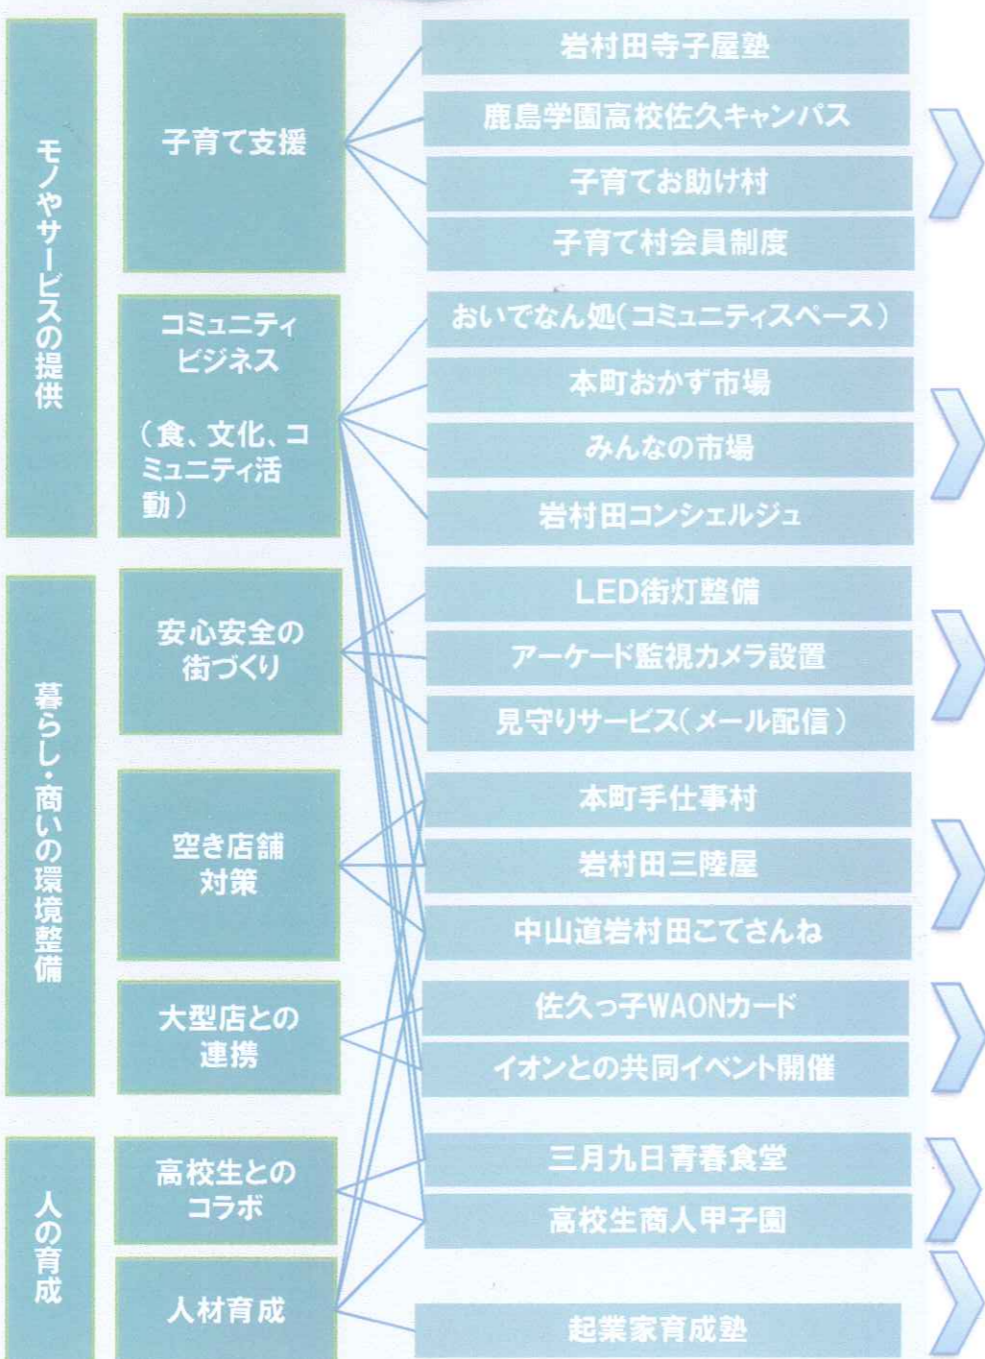 モノやサービスの提供
子育て支援
岩村田寺子屋塾
鹿島学園高校佐久キャンパス
子育てお助け村
子育て村会員制度
コミュニティ
ビジネス
（食、文化、コ
ミュニティ活
動）
おいでなん処(コミュニティスペース)
本町おかず市場
みんなの市場
岩村田コンシェルジュ
暮らし・商いの環境整備
安心安全の
街づくり
LED街灯整備
アーケード監視カメラ設置
見守りサービス(メール配信)
空き店舗
対策
本町手仕事村
岩村田三陸屋
中山道岩村田こてさんね
大型店との
連携
佐久っ子WAONカード
イオンとの共同イベント開催
人の育成
高校生との
コラボ
三月九日青春食堂
高校生商人甲子園
人材育成
起業家育成塾